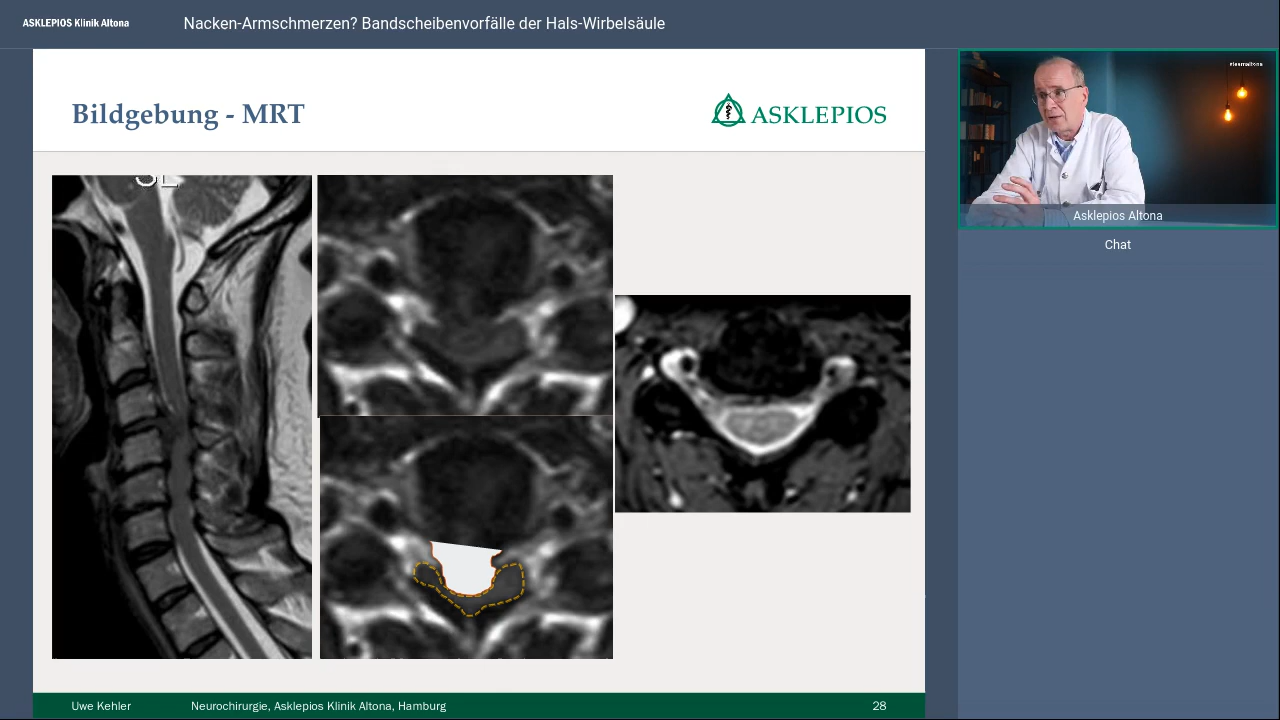 ASKLEPIOS Klinik Altona
Nacken-Armschmerzen? Bandscheibenvorfälle der Hals-Wirbelsäule
Bildgebung - MRT
ASKLEPIOS
#teamaltona
Asklepios Altona
Chat
Uwe Kehler
Neurochirurgie, Asklepios Klinik Altona, Hamburg
28